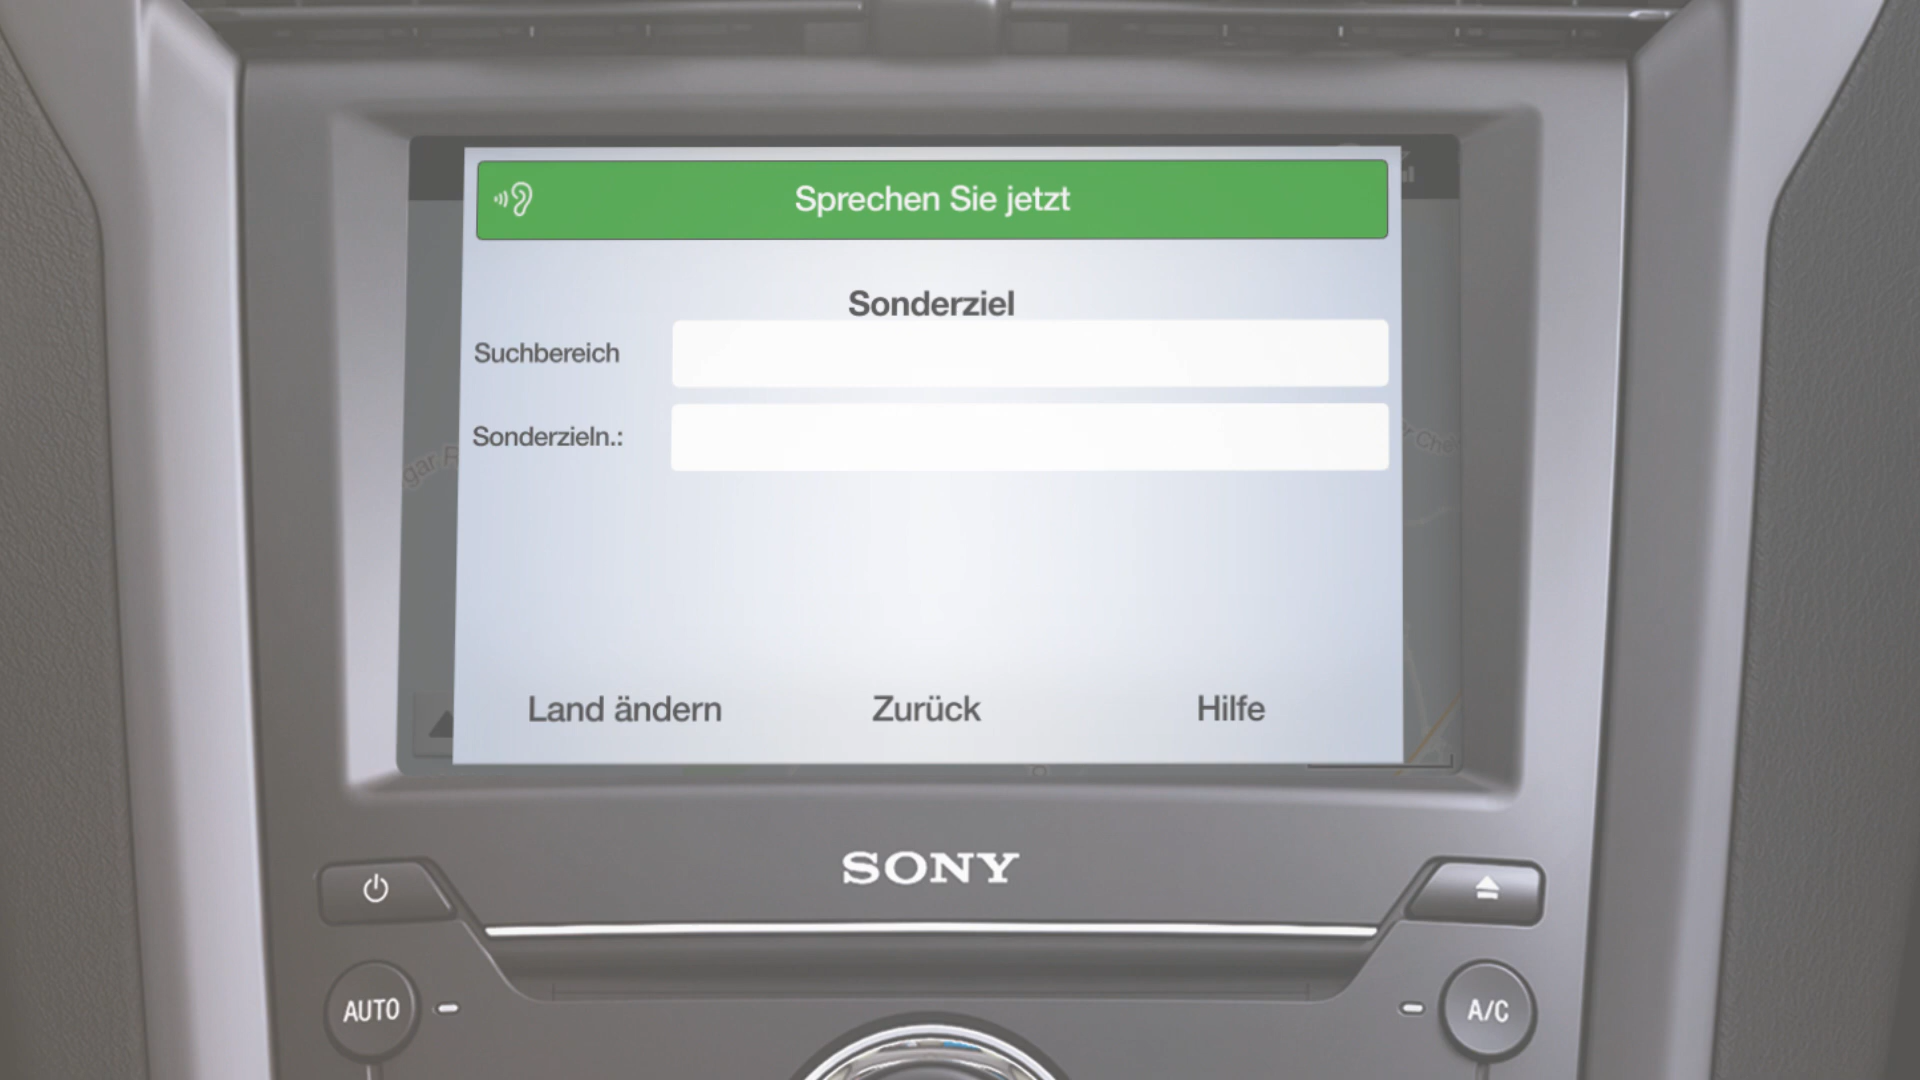 Sprechen Sie jetzt
Sonderziel
Suchbereich
Sonderzieln.:
Land ändern
Zurück
Hilfe
SONY
AUTO
A/C